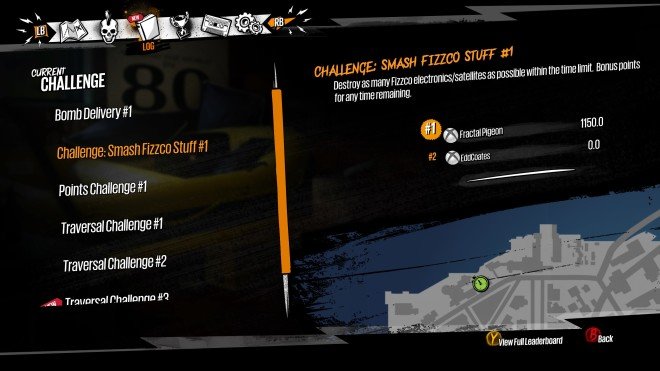 LB
NEW
RB
LOG
CURRENT
CHALLENGE
80
Bomb Delivery #1
Challenge: Smash Fizzco Stuff #1
Points Challenge #1
Traversal Challenge #1
Traversal Challenge #2
Traversal Challenge #3
CHALLENGE: SMASH FIZZCO STUFF #1
Destroy as many Fizzco electronics/satellites as possible within the time limit. Bonus points
for any time remaining.
#1 Fractal Pigeon 1150.0
#2 EddCoates 0.0
Y View Full Leaderboard
B Back